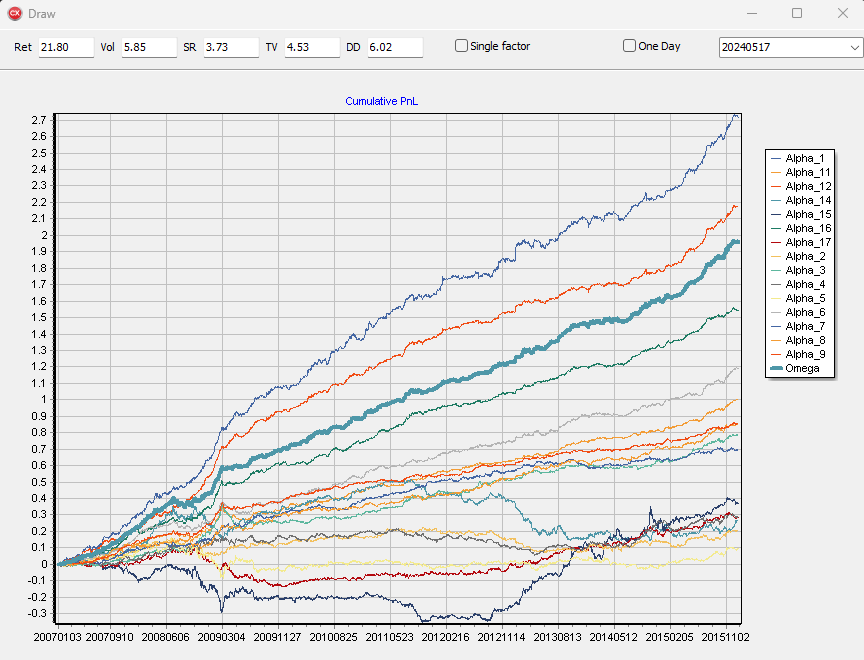 CX Draw
Ret 21.80 Vol 5.85 SR 3.73 TV 4.53 DD 6.02 Single factor One Day 20240517
Cumulative PnL
2.7
2.6
2.5
2.4
2.3
2.2
2.1
2
1.9
1.8
1.7
1.6
1.5
1.4
1.3
1.2
1.1
1
0.9
0.8
0.7
0.6
0.5
0.4
0.3
0.2
0.1
0
-0.1
-0.2
-0.3
20070103 20070910 20080606 20090304 20091127 20100825 20110523 20120216 20121114 20130813 20140512 20150205 20151102
Alpha_1
Alpha_11
Alpha_12
Alpha_14
Alpha_15
Alpha_16
Alpha_17
Alpha_2
Alpha_3
Alpha_4
Alpha_5
Alpha_6
Alpha_7
Alpha_8
Alpha_9
Omega